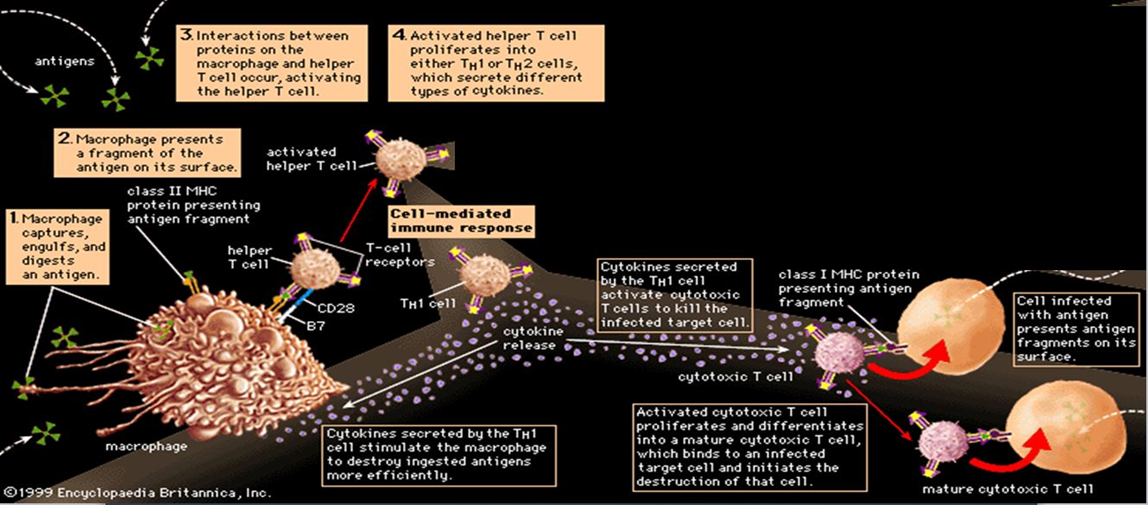 antigens
3. Interactions between
proteins on the
macrophage and helper
T cell occur, activating
the helper T cell.
4. Activated helper T cell
proliferates into
either TH1 or TH2 cells,
which secrete different
types of cytokines.
2. Macrophage presents
a fragment of the
antigen on its surface.
activated
helper T cell
class II MHC
protein presenting
antigen fragment
1. Macrophage
captures,
engulfs, and
digests
an antigen.
Cell-mediated
immune response
helper
T cell
T-cell
receptors
CD28
B7
TH1 cell
cytokine
release
Cytokines secreted
by the TH1 cell
activate cytotoxic
T cells to kill the
infected target cell.
class I MHC protein
presenting antigen
fragment
Cell infected
with antigen
presents antigen
fragments on its
surface.
cytotoxic T cell
macrophage
Cytokines secreted by the TH1
cell stimulate the macrophage
to destroy ingested antigens
more efficiently.
Activated cytotoxic T cell
proliferates and differentiates
into a mature cytotoxic T cell,
which binds to an infected
target cell and initiates the
destruction of that cell.
mature cytotoxic T cell
©1999 Encyclopaedia Britannica, Inc.